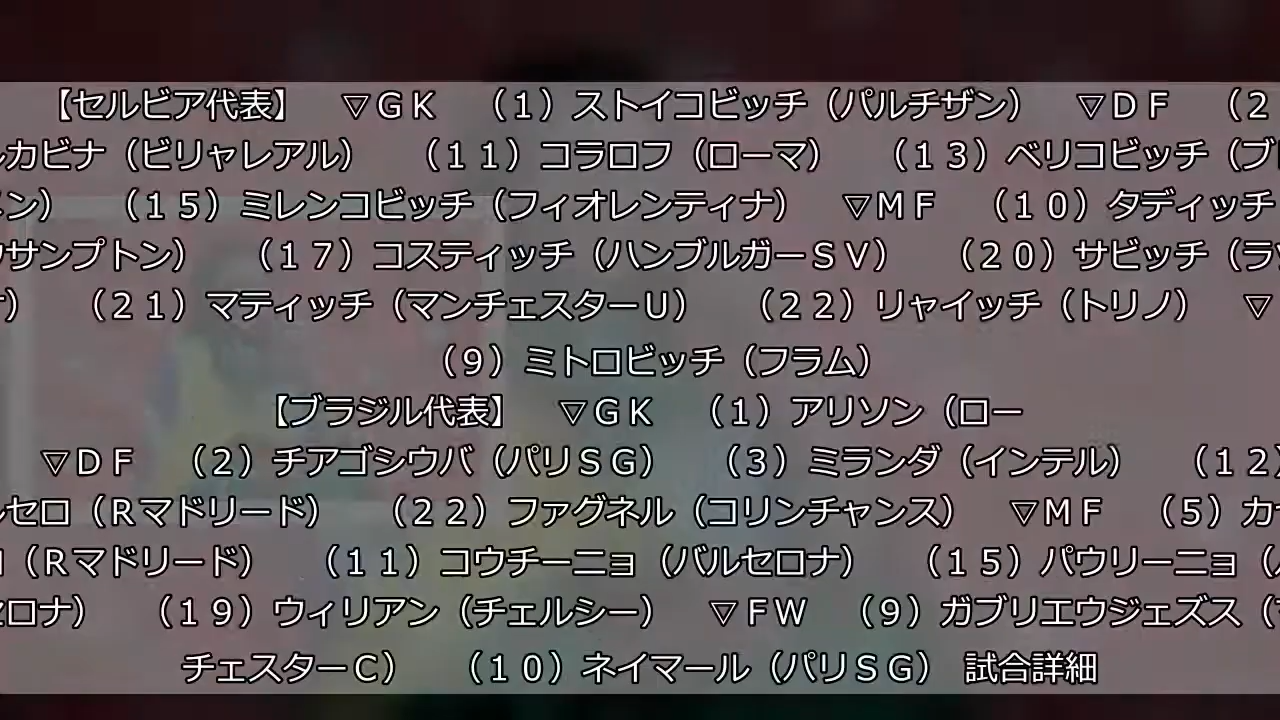 【セルビア代表】　▽ＧＫ　（１）ストイコビッチ（パルチザン）　▽ＤＦ　（２
カビナ（ビリャレアル）　（１１）コラロフ（ローマ）　（１３）ベリコビッチ（ブ
ン）　（１５）ミレンコビッチ（フィオレンティナ）　▽ＭＦ　（１０）タディッチ
サンプトン）　（１７）コスティッチ（ハンブルガーＳＶ）　（２０）サビッチ（ラ
）　（２１）マティッチ（マンチェスターＵ）　（２２）リャイッチ（トリノ）　▽
（９）ミトロビッチ（フラム）
【ブラジル代表】　▽ＧＫ　（１）アリソン（ロー
▽ＤＦ　（２）チアゴシウバ（パリＳＧ）　（３）ミランダ（インテル）　（１２）
セロ（Ｒマドリード）　（２２）ファグネル（コリンチャンス）　▽ＭＦ　（５）カ
（Ｒマドリード）　（１１）コウチーニョ（バルセロナ）　（１５）パウリーニョ（
セロナ）　（１９）ウィリアン（チェルシー）　▽ＦＷ　（９）ガブリエウジェズス（
チェスターＣ）　（１０）ネイマール（パリＳＧ） 試合詳細